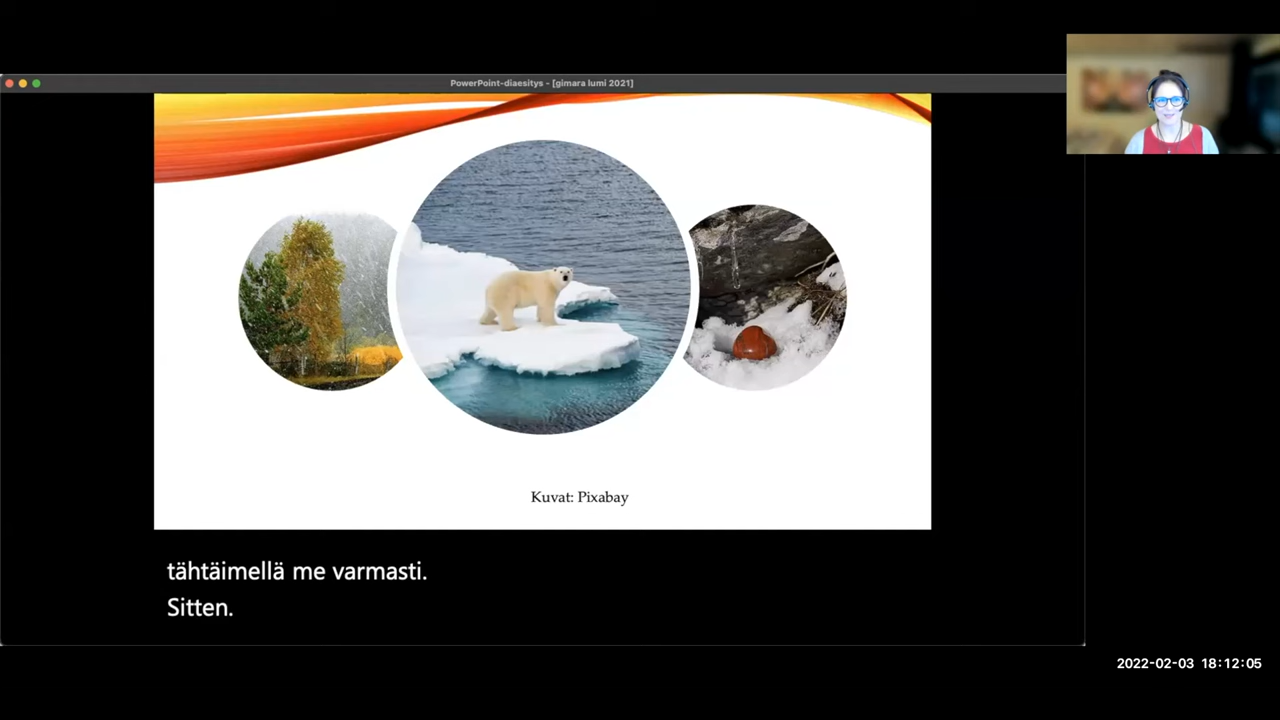 PowerPoint-diaesitys - [gimara lumi 2021]
Kuvat: Pixabay
tähtäimellä me varmasti.
Sitten.
2022-02-03 18:12:05